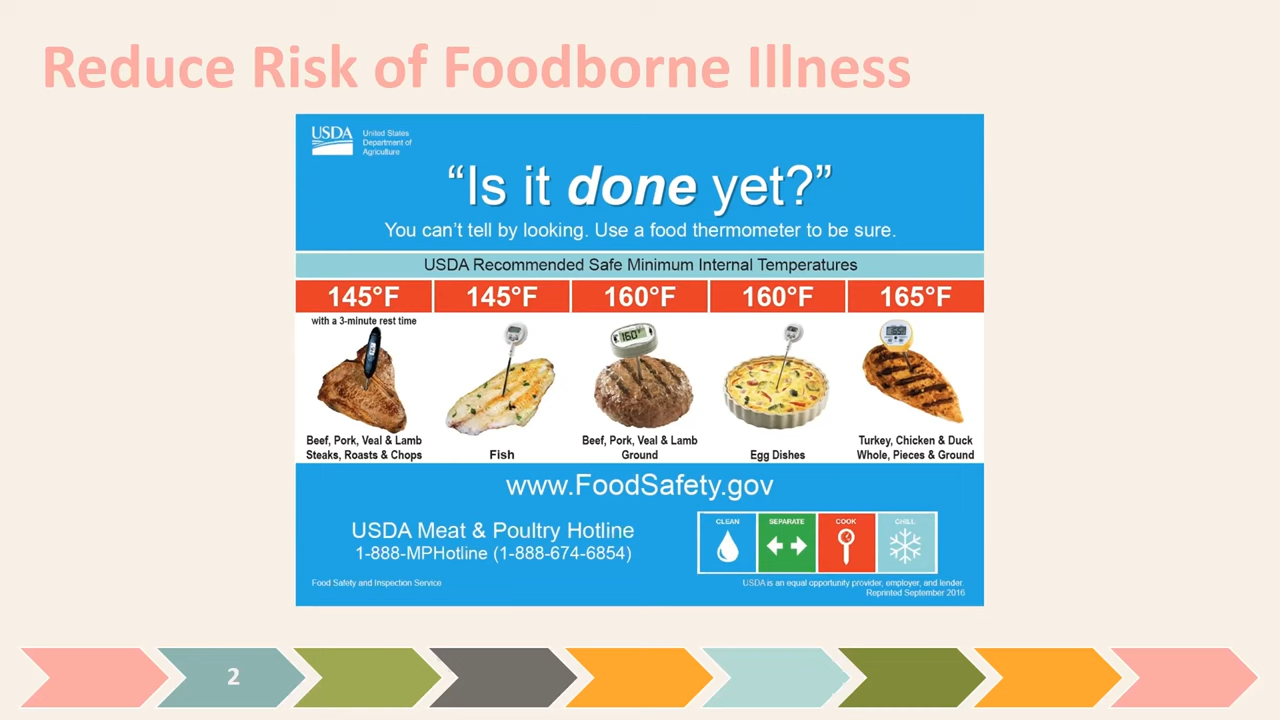 Reduce Risk of Foodborne Illness
USDA
United States
Department of
Agriculture
“Is it done yet?”
You can’t tell by looking. Use a food thermometer to be sure.
USDA Recommended Safe Minimum Internal Temperatures
145°F 145°F 160°F 160°F 165°F
with a 3-minute rest time
160°
Beef, Pork, Veal & Lamb
Steaks, Roasts & Chops
Fish
Beef, Pork, Veal & Lamb
Ground
Egg Dishes
Turkey, Chicken & Duck
Whole, Pieces & Ground
www.FoodSafety.gov
USDA Meat & Poultry Hotline
1-888-MPHotline (1-888-674-6854)
CLEAN SEPARATE COOK CHILL
Food Safety and Inspection Service
USDA is an equal opportunity provider, employer, and lender.
Reprinted September 2016
2